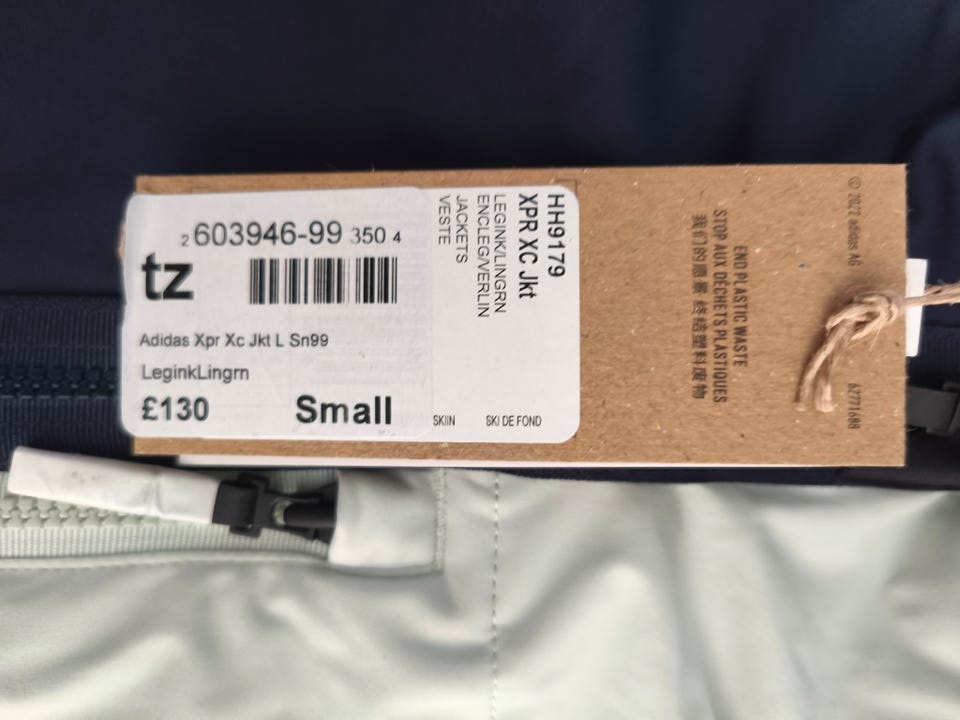 2 603946-99 350 4
tz
Adidas Xpr Xc Jkt L Sn99
LeginkLingrn
£130 Small
HH9179
XPR XC Jkt
LEGINK/LINGRN
ENCLEG/VERLIN
JACKETS
VESTE
SKIIN SKI DE FOND
END PLASTIC WASTE
STOP AUX DÉCHETS PLASTIQUES
我们的愿景 终结塑料废物
© 2022 adidas AG
62771688